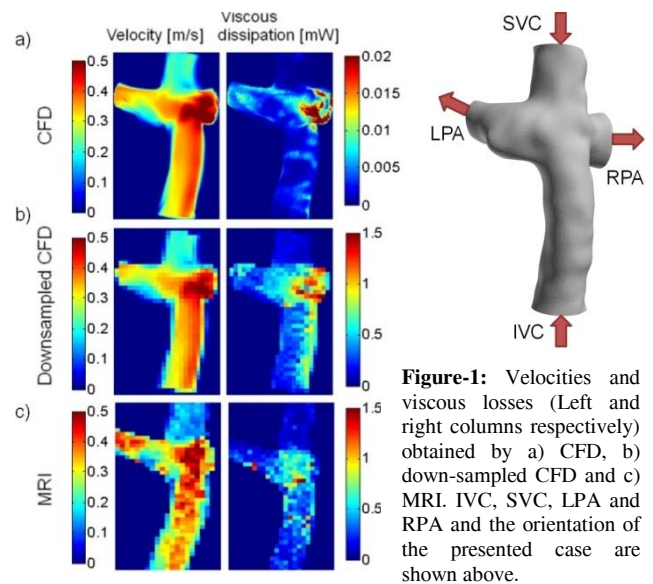 Velocity [m/s]
Viscous
dissipation [mW]
a)
CFD
0.5
0.4
0.3
0.2
0.1
0
0.02
0.015
0.01
0.005
0
b)
Downsampled CFD
0.5
0.4
0.3
0.2
0.1
0
1.5
1
0.5
0
c)
MRI
0.5
0.4
0.3
0.2
0.1
0
1.5
1
0.5
0
SVC
LPA
RPA
IVC
Figure-1: Velocities and
viscous losses (Left and
right columns respectively)
obtained by a) CFD, b)
down-sampled CFD and c)
MRI. IVC, SVC, LPA and
RPA and the orientation of
the presented case are
shown above.